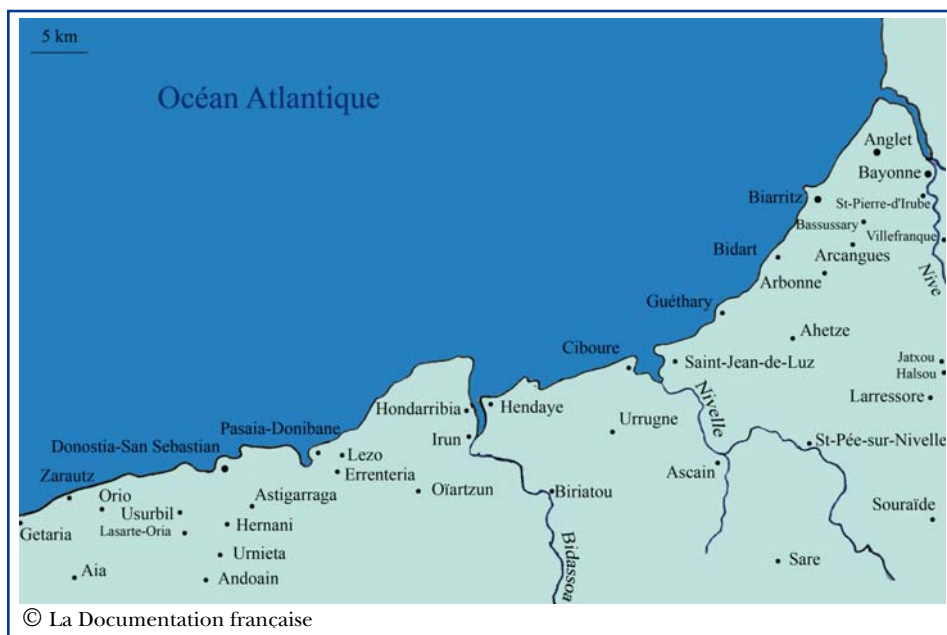 5 km
Océan Atlantique
Anglet
Bayonne
Biarritz
St-Pierre-d'Irube
Bassussary
Villefranque
Bidart
Arcangues
Arbonne
Nive
Guéthary
Ahetze
Ciboure
Saint-Jean-de-Luz
Jatxou
Halsou
Larressore
Hondarribia
Hendaye
Nivelle
Urrugne
Pasaia-Donibane
Irun
St-Pée-sur-Nivelle
Donostia-San Sebastian
Lezo
Errenteria
Ascain
Zarautz
Orio
Astigarraga
Oïartzun
Biriatou
Usurbil
Souraïde
Getaria
Lasarte-Oria
Hernani
Urnieta
Bidassoa
Sare
Aia
Andoain
© La Documentation française